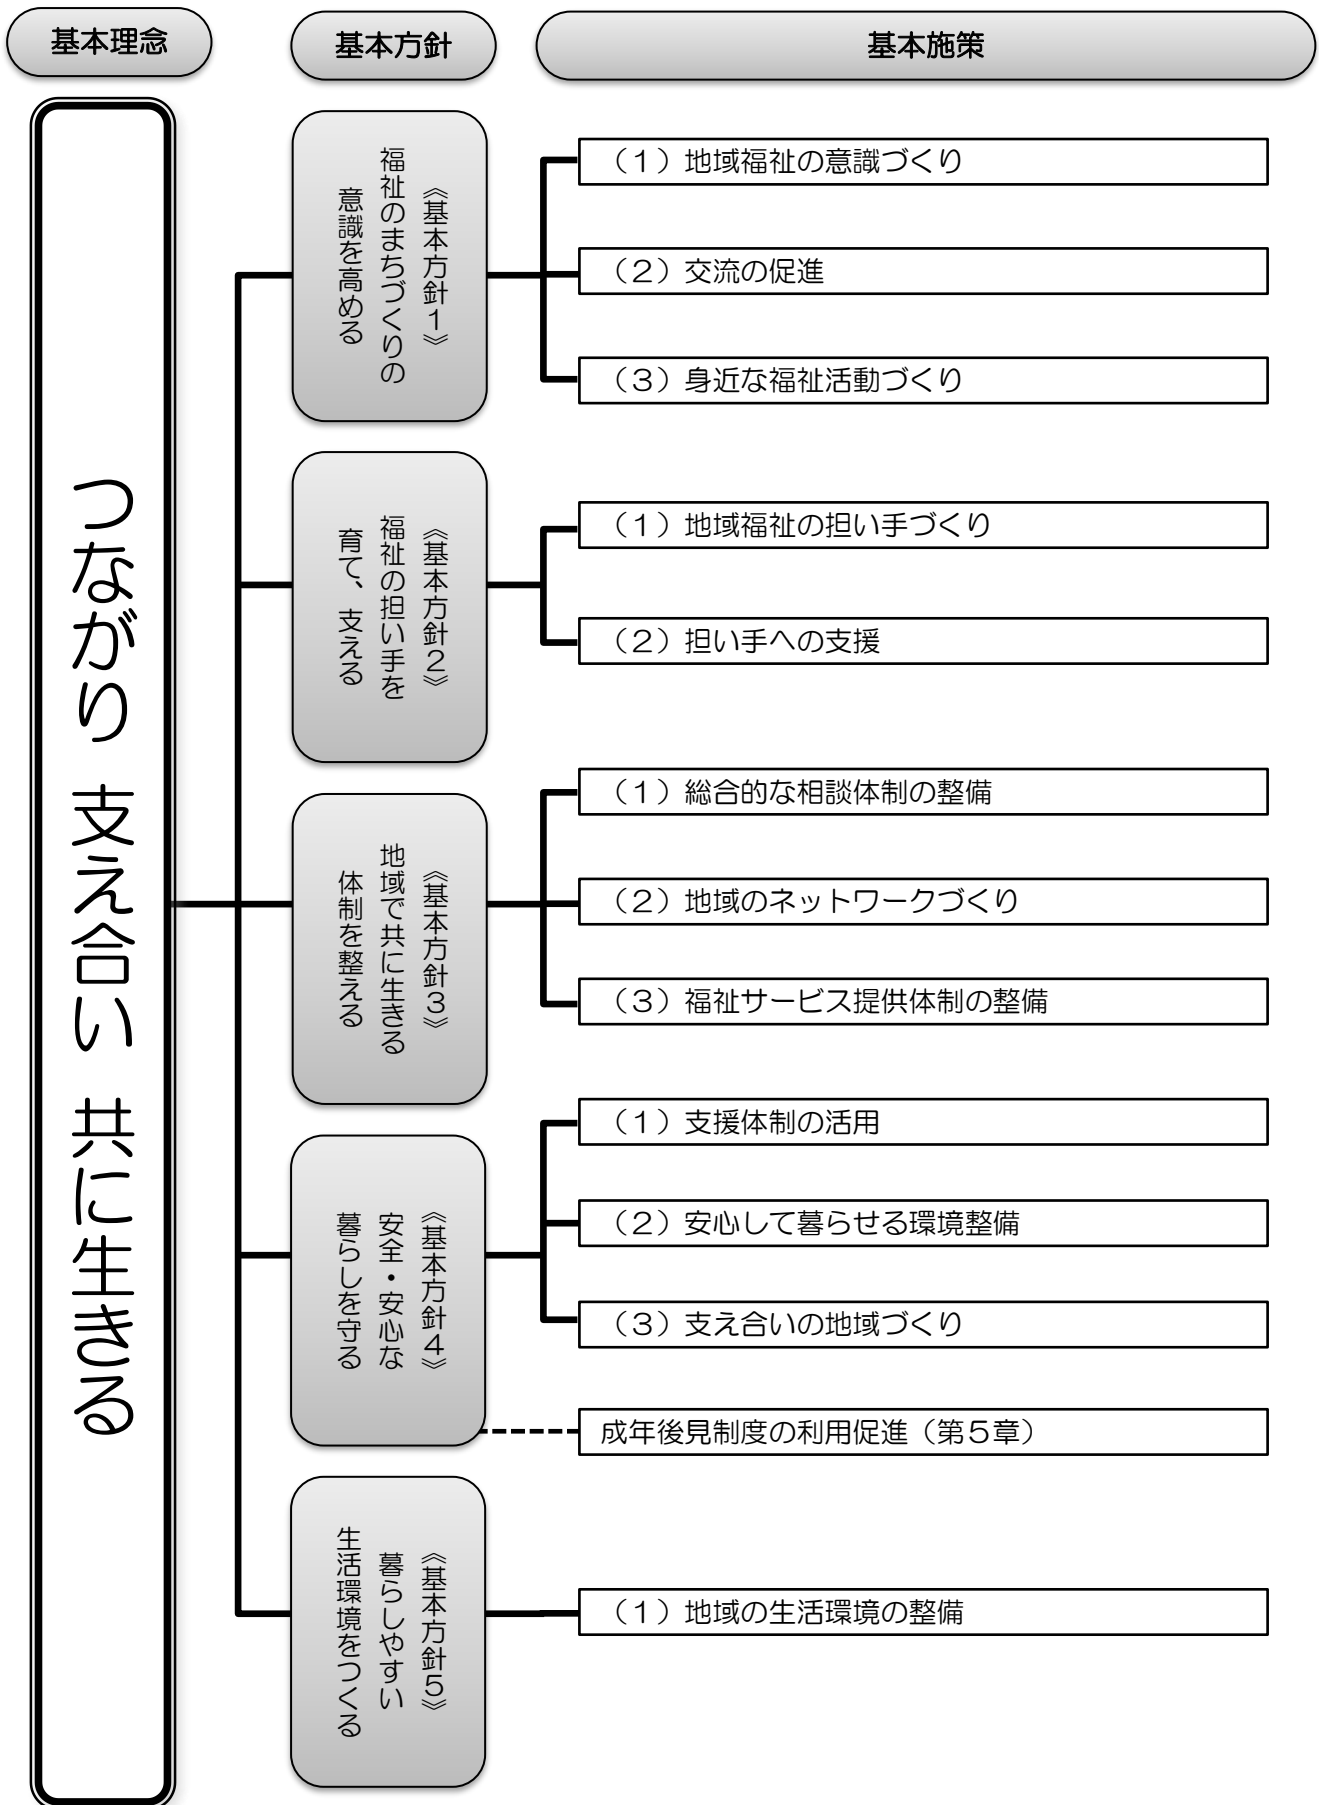 基本理念
基本方針
基本施策
つながり 支え合い 共に生きる
《基本方針1》
福祉のまちづくりの
意識を高める
（1）地域福祉の意識づくり
（2）交流の促進
（3）身近な福祉活動づくり
《基本方針2》
福祉の担い手を
育て、支える
（1）地域福祉の担い手づくり
（2）担い手への支援
《基本方針3》
地域で共に生きる
体制を整える
（1）総合的な相談体制の整備
（2）地域のネットワークづくり
（3）福祉サービス提供体制の整備
《基本方針4》
安全・安心な
暮らしを守る
（1）支援体制の活用
（2）安心して暮らせる環境整備
（3）支え合いの地域づくり
成年後見制度の利用促進（第5章）
《基本方針5》
暮らしやすい
生活環境をつくる
（1）地域の生活環境の整備